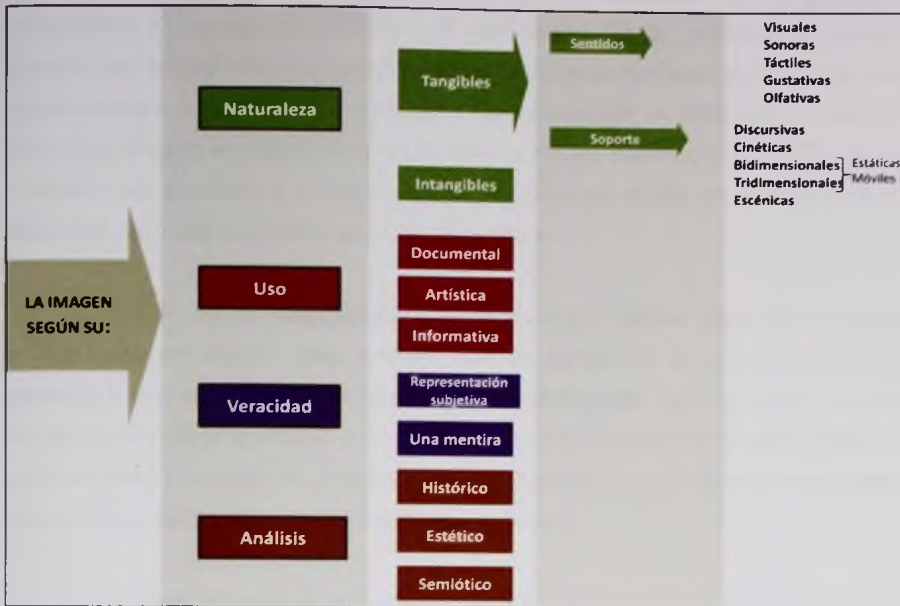 LA IMAGEN
SEGÚN SU:
Naturaleza
Tangibles
Sentidos
Visuales
Sonoras
Táctiles
Gustativas
Olfativas
Soporte
Discursivas
Cinéticas
Bidimensionales
Tridimensionales
Escénicas
Estáticas
Móviles
Intangibles
Uso
Documental
Artística
Informativa
Veracidad
Representación
subjetiva
Una mentira
Análisis
Histórico
Estético
Semiótico